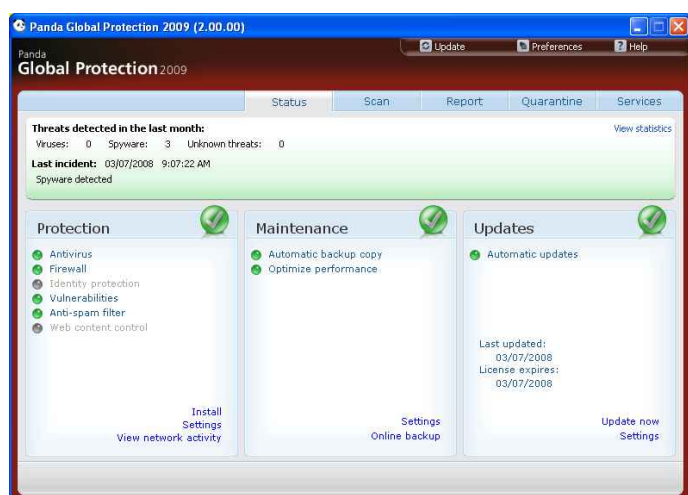 Panda Global Protection 2009 (2.00.00)
Update Preferences ? Help
Panda
Global Protection 2009
Status Scan Report Quarantine Services
Threats detected in the last month: View statistics
Viruses: 0 Spyware: 3 Unknown threats: 0
Last incident: 03/07/2008 9:07:22 AM
Spyware detected
Protection
Antivirus
Firewall
Identity protection
Vulnerabilities
Anti-spam filter
Web content control
Install
Settings
View network activity
Maintenance
Automatic backup copy
Optimize performance
Settings
Online backup
Updates
Automatic updates
Last updated:
03/07/2008
License expires:
03/07/2008
Update now
Settings